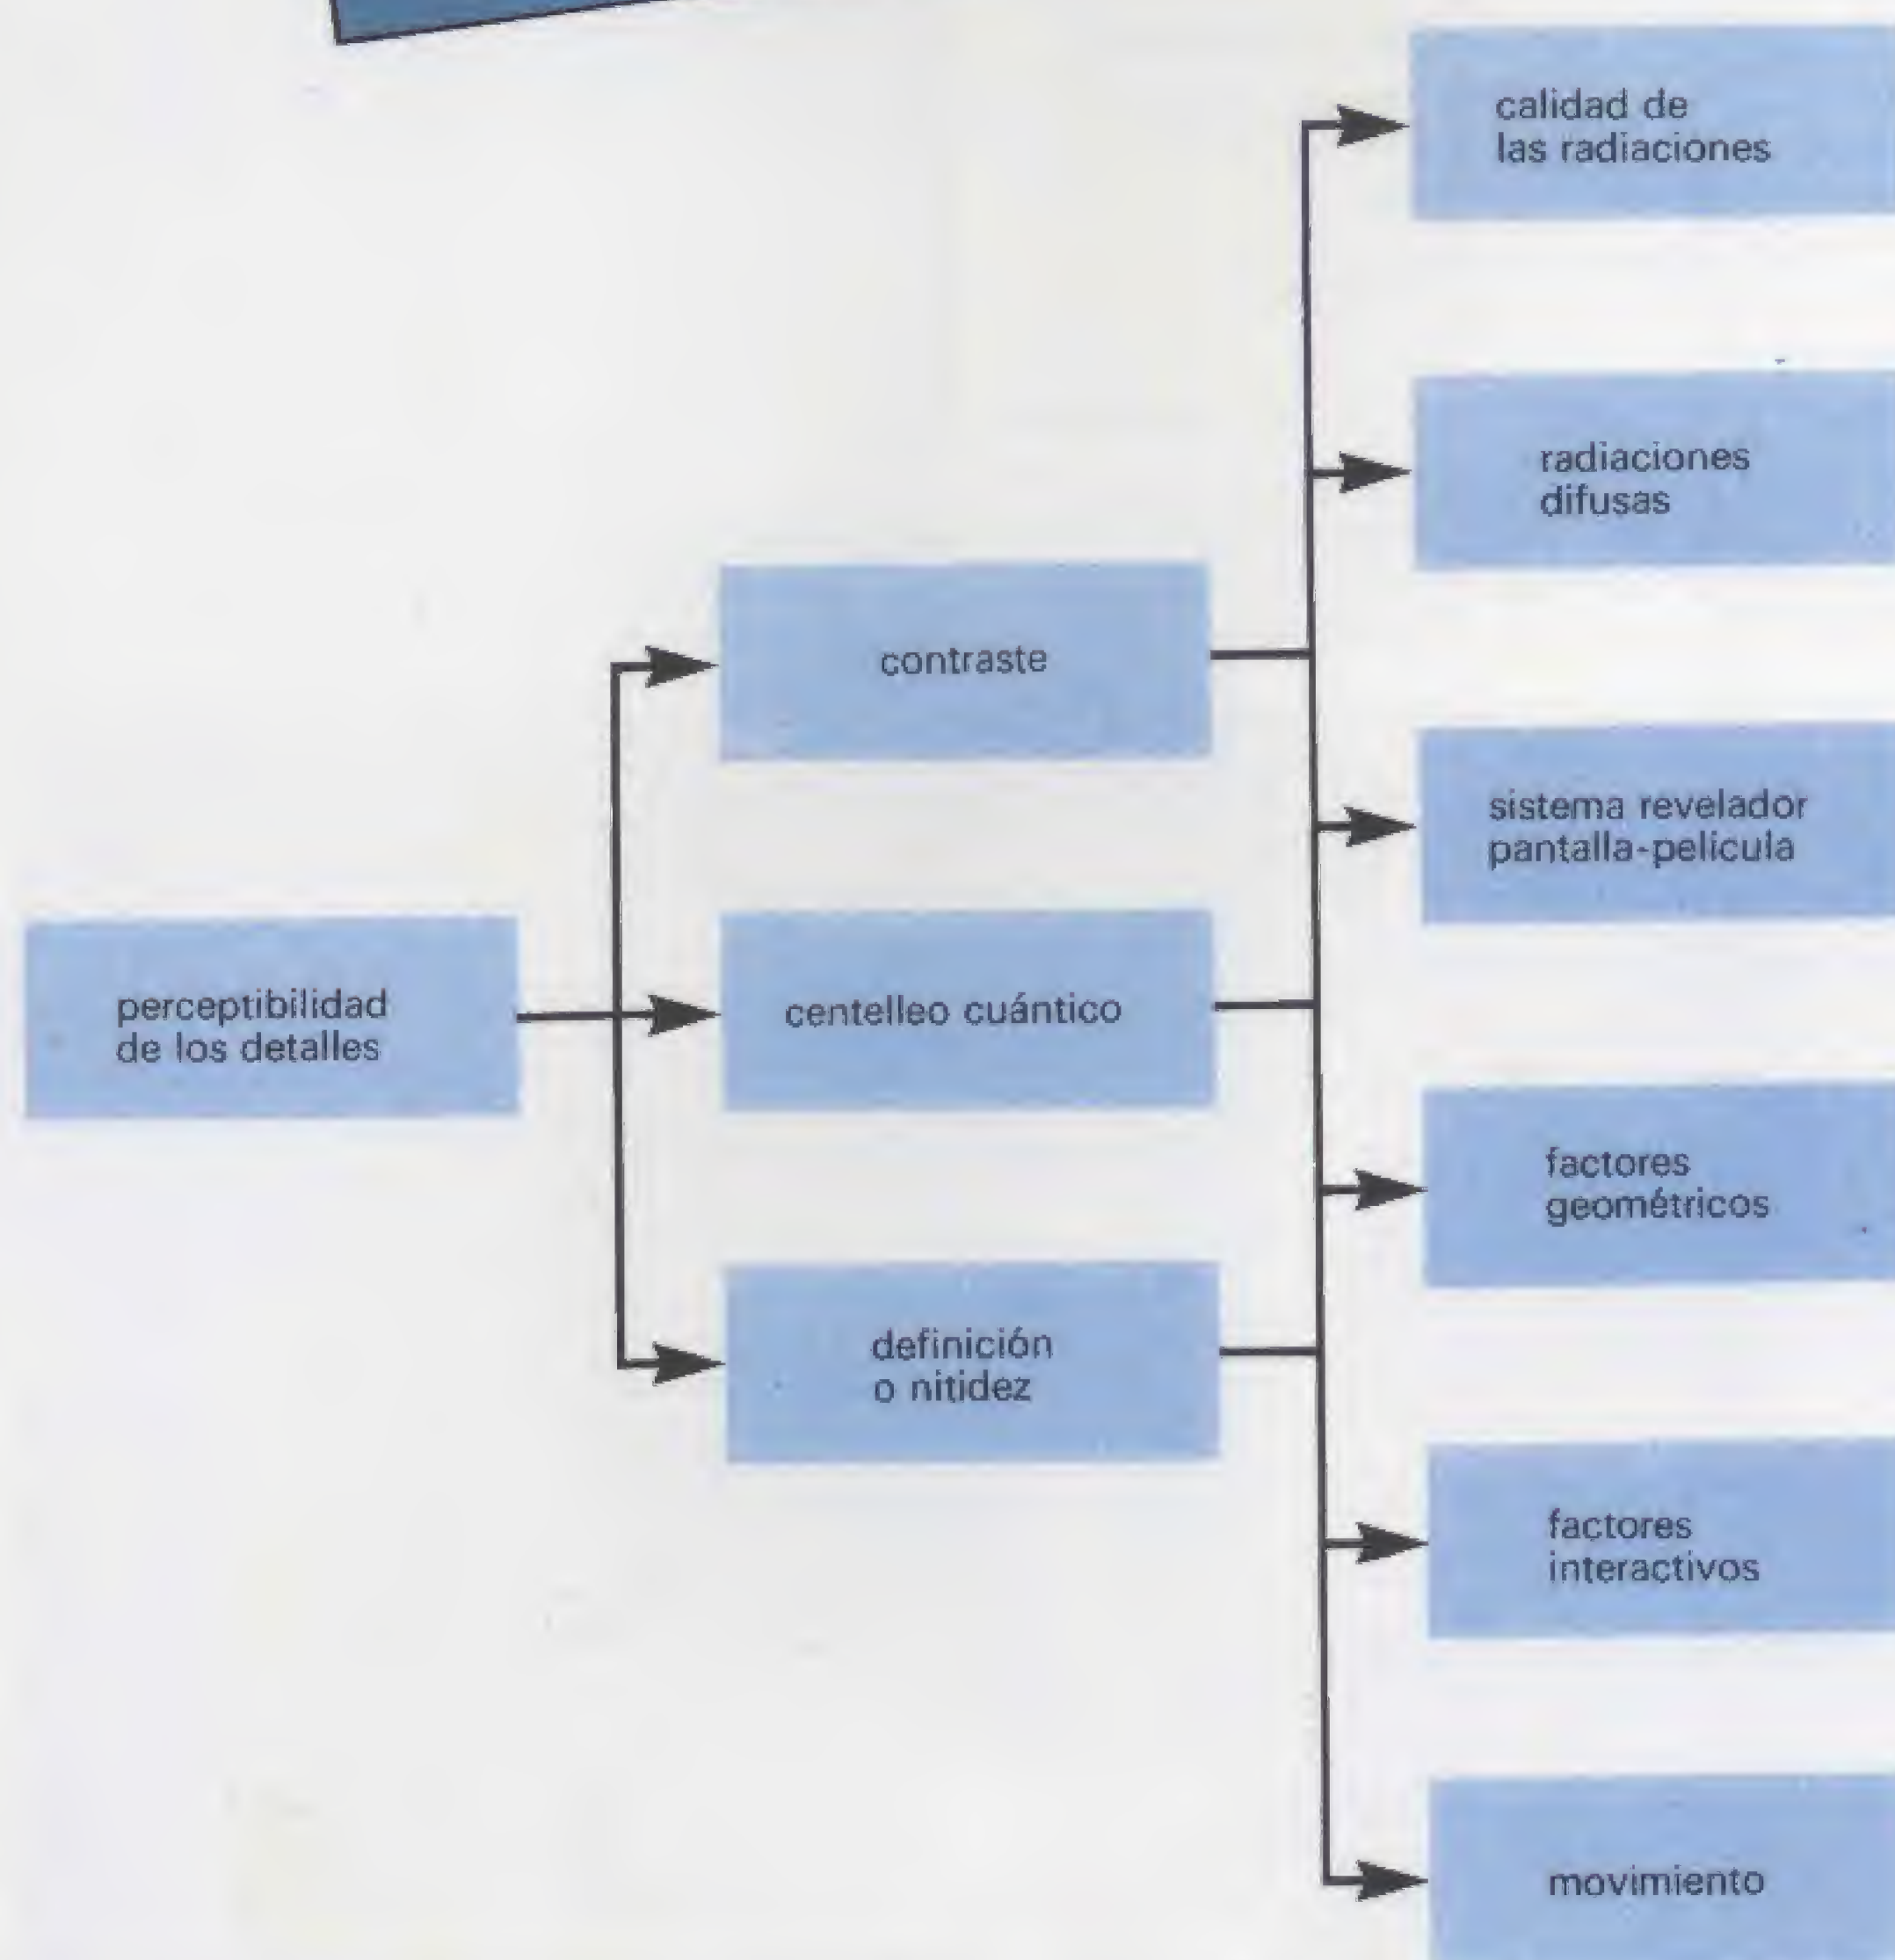 calidad de
las radiaciones
radiaciones
difusas
contraste
sistema revelador
pantalla-pelicula
perceptibilidad
de los detalles
centelleo cuántico
factores
geométricos
definición
o nitidez
factores
interactivos
movimiento